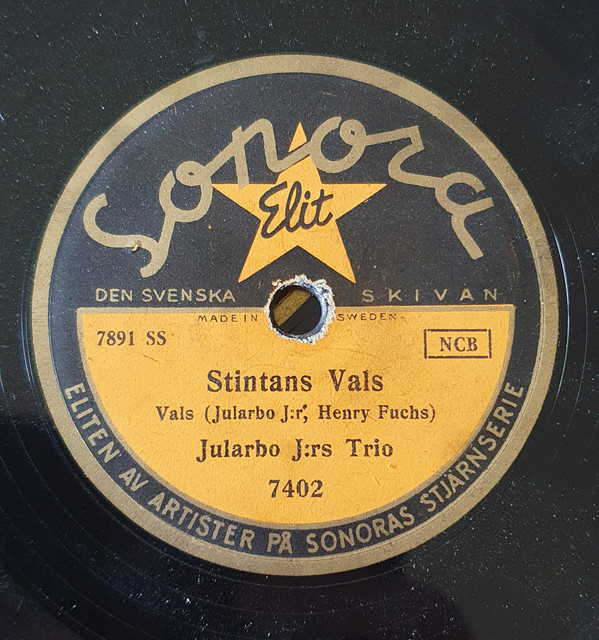 Sonora
Elit
DEN SVENSKA SKIVAN
MADE IN SWEDEN
7891 SS
NCB
Stintans Vals
Vals (Jularbo J:r, Henry Fuchs)
Jularbo J:rs Trio
7402
ELITEN AV ARTISTER PÅ SONORAS STJÄRNSERIE